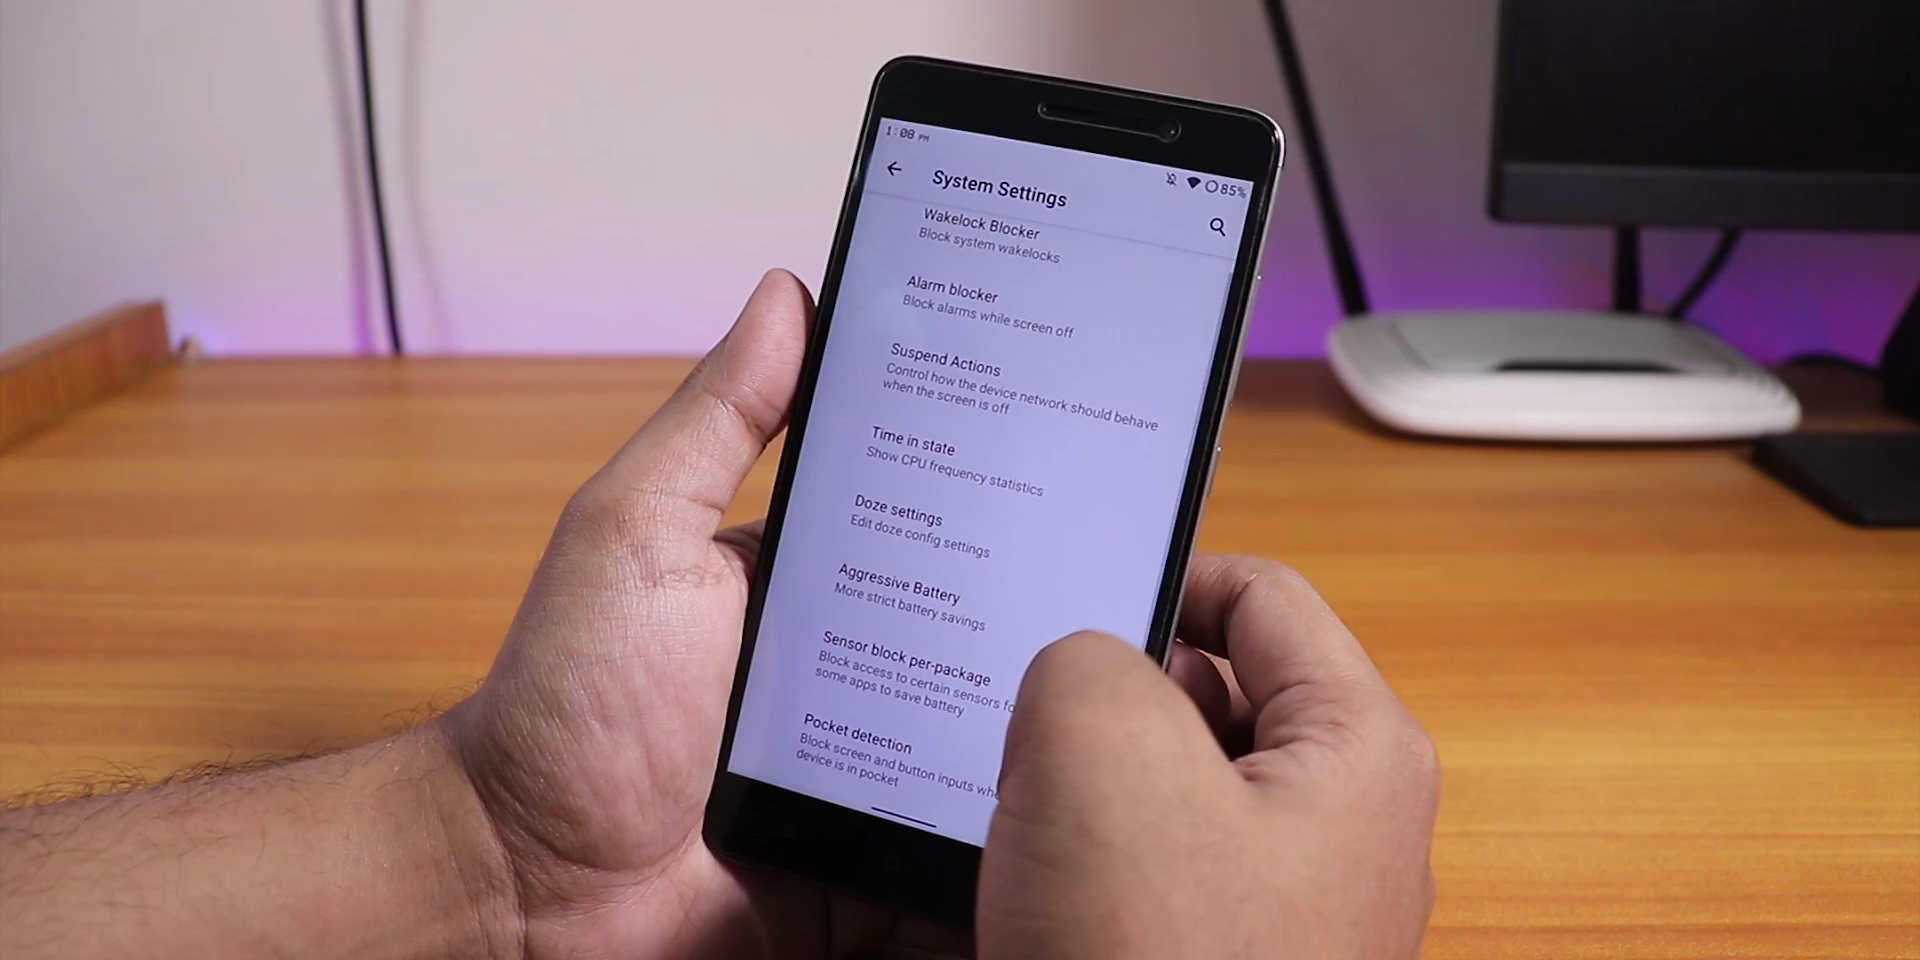 1:08 PM
85%
System Settings
Wakelock Blocker
Block system wakelocks
Alarm blocker
Block alarms while screen off
Suspend Actions
Control how the device network should behave
when the screen is off
Time in state
Show CPU frequency statistics
Doze settings
Edit doze config settings
Aggressive Battery
More strict battery savings
Sensor block per-package
Block access to certain sensors fo
some apps to save battery
Pocket detection
Block screen and button inputs whe
device is in pocket